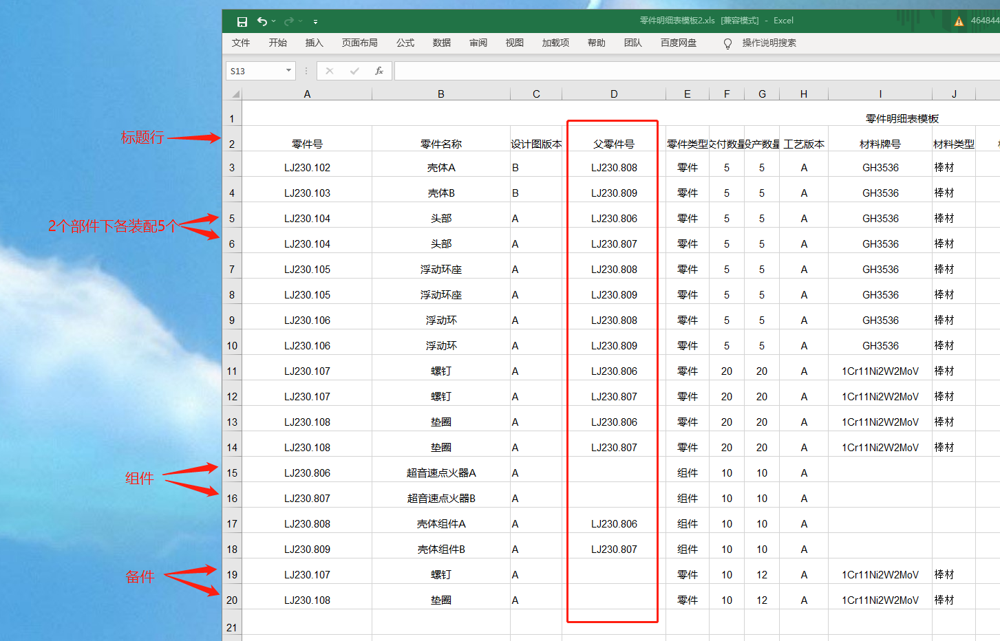 零件明细表模板2.xls [兼容模式] - Excel
464844
文件 开始 插入 页面布局 公式 数据 审阅 视图 加载项 帮助 团队 百度网盘 操作说明搜索
S13 fx
A B C D E F G H I J
1 零件明细表模板
标题行
2 零件号 零件名称 设计图版本 父零件号 零件类型 交付数量 投产数量 工艺版本 材料牌号 材料类型
3 LJ230.102 壳体A B LJ230.808 零件 5 5 A GH3536 棒材
4 LJ230.103 壳体B B LJ230.809 零件 5 5 A GH3536 棒材
2个部件下各装配5个
5 LJ230.104 头部 A LJ230.806 零件 5 5 A GH3536 棒材
6 LJ230.104 头部 A LJ230.807 零件 5 5 A GH3536 棒材
7 LJ230.105 浮动环座 A LJ230.808 零件 5 5 A GH3536 棒材
8 LJ230.105 浮动环座 A LJ230.809 零件 5 5 A GH3536 棒材
9 LJ230.106 浮动环 A LJ230.808 零件 5 5 A GH3536 棒材
10 LJ230.106 浮动环 A LJ230.809 零件 5 5 A GH3536 棒材
11 LJ230.107 螺钉 A LJ230.806 零件 20 20 A 1Cr11Ni2W2MoV 棒材
12 LJ230.107 螺钉 A LJ230.807 零件 20 20 A 1Cr11Ni2W2MoV 棒材
13 LJ230.108 垫圈 A LJ230.806 零件 20 20 A 1Cr11Ni2W2MoV 棒材
14 LJ230.108 垫圈 A LJ230.807 零件 20 20 A 1Cr11Ni2W2MoV 棒材
组件
15 LJ230.806 超音速点火器A A 组件 10 10 A
16 LJ230.807 超音速点火器B A 组件 10 10 A
17 LJ230.808 壳体组件A A LJ230.806 组件 10 10 A
18 LJ230.809 壳体组件B A LJ230.807 组件 10 10 A
备件
19 LJ230.107 螺钉 A 零件 10 12 A 1Cr11Ni2W2MoV 棒材
20 LJ230.108 垫圈 A 零件 10 12 A 1Cr11Ni2W2MoV 棒材
21